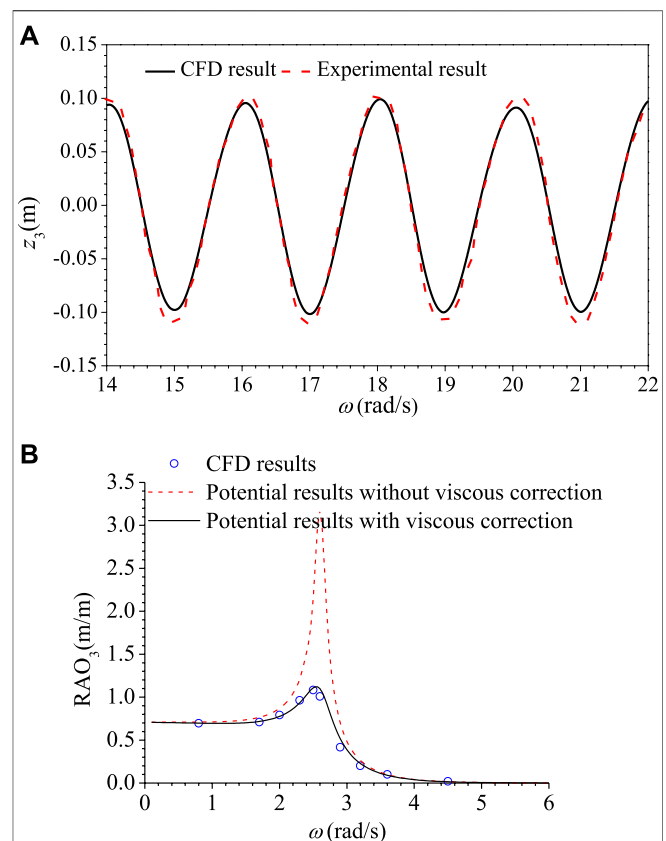 A
0.15
CFD result Experimental result
0.10
0.05
0.00
-0.05
-0.10
-0.15
z3(m)
14 15 16 17 18 19 20 21 22
ω(rad/s)
B
CFD results
Potential results without viscous correction
Potential results with viscous correction
3.5
3.0
2.5
2.0
1.5
1.0
0.5
0.0
RAO3(m/m)
0 1 2 3 4 5 6
ω(rad/s)